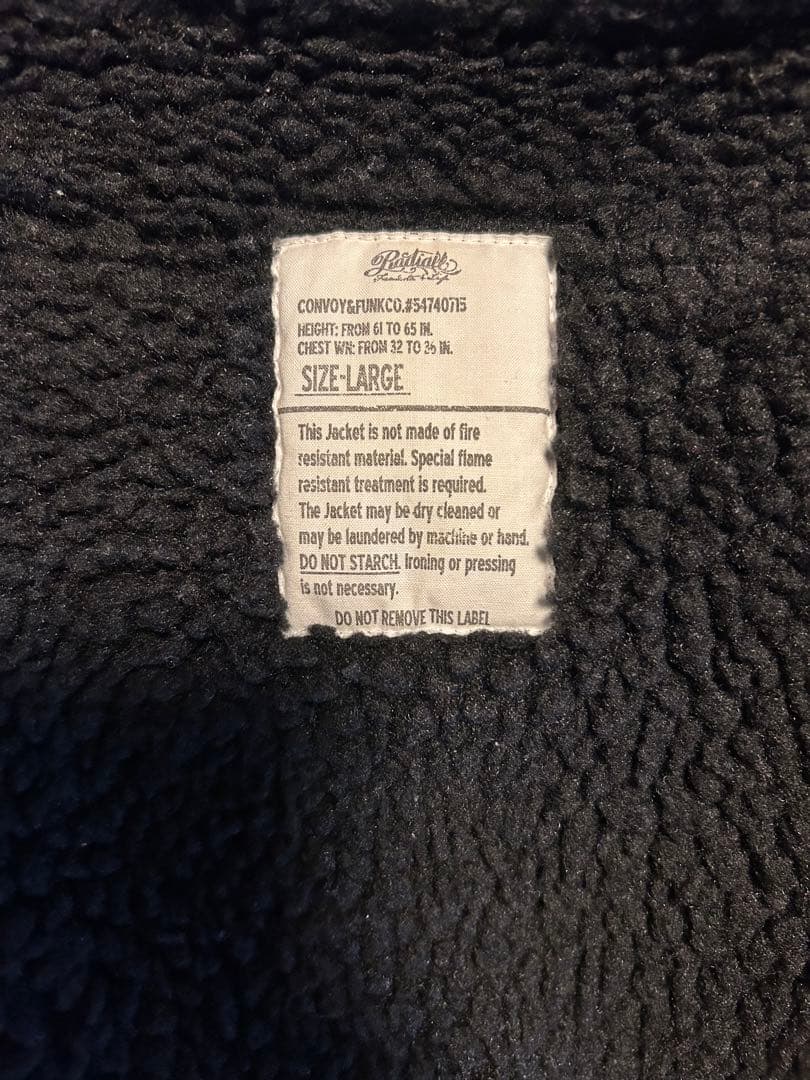 Radiall
CONVOY&FUNKCO.#54740715
HEIGHT: FROM 61 TO 65 IN.
CHEST WN: FROM 32 TO 36 IN.
SIZE-LARGE
This Jacket is not made of fire
resistant material. Special flame
resistant treatment is required.
The Jacket may be dry cleaned or
may be laundered by machine or hand.
DO NOT STARCH. Ironing or pressing
is not necessary.
DO NOT REMOVE THIS LABEL